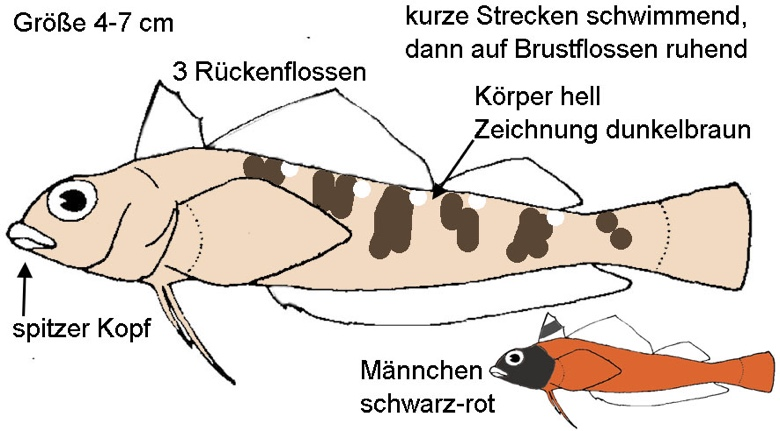 Größe 4-7 cm
kurze Strecken schwimmend,
dann auf Brustflossen ruhend
3 Rückenflossen
Körper hell
Zeichnung dunkelbraun
spitzer Kopf
Männchen
schwarz-rot